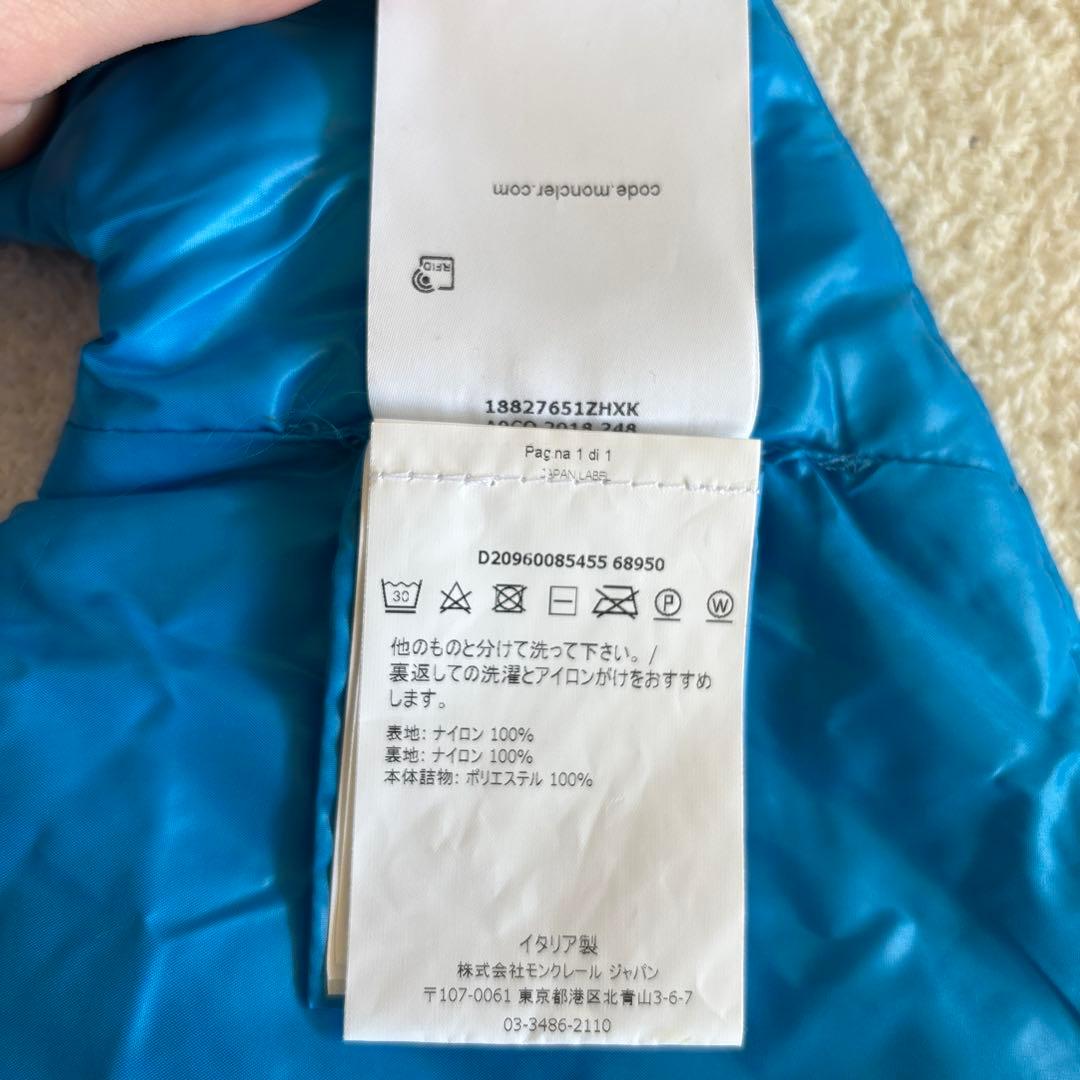 code.moncler.com
RFID
18827651ZHXK
A0CO 2018 248
Pagina 1 di 1
JAPAN LABEL
D20960085455 68950
30
P
W
他のものと分けて洗って下さい。/
裏返しての洗濯とアイロンがけをおすすめ
します。
表地: ナイロン 100%
裏地: ナイロン 100%
本体詰物: ポリエステル 100%
イタリア製
株式会社モンクレール ジャパン
〒107-0061 東京都港区北青山3-6-7
03-3486-2110